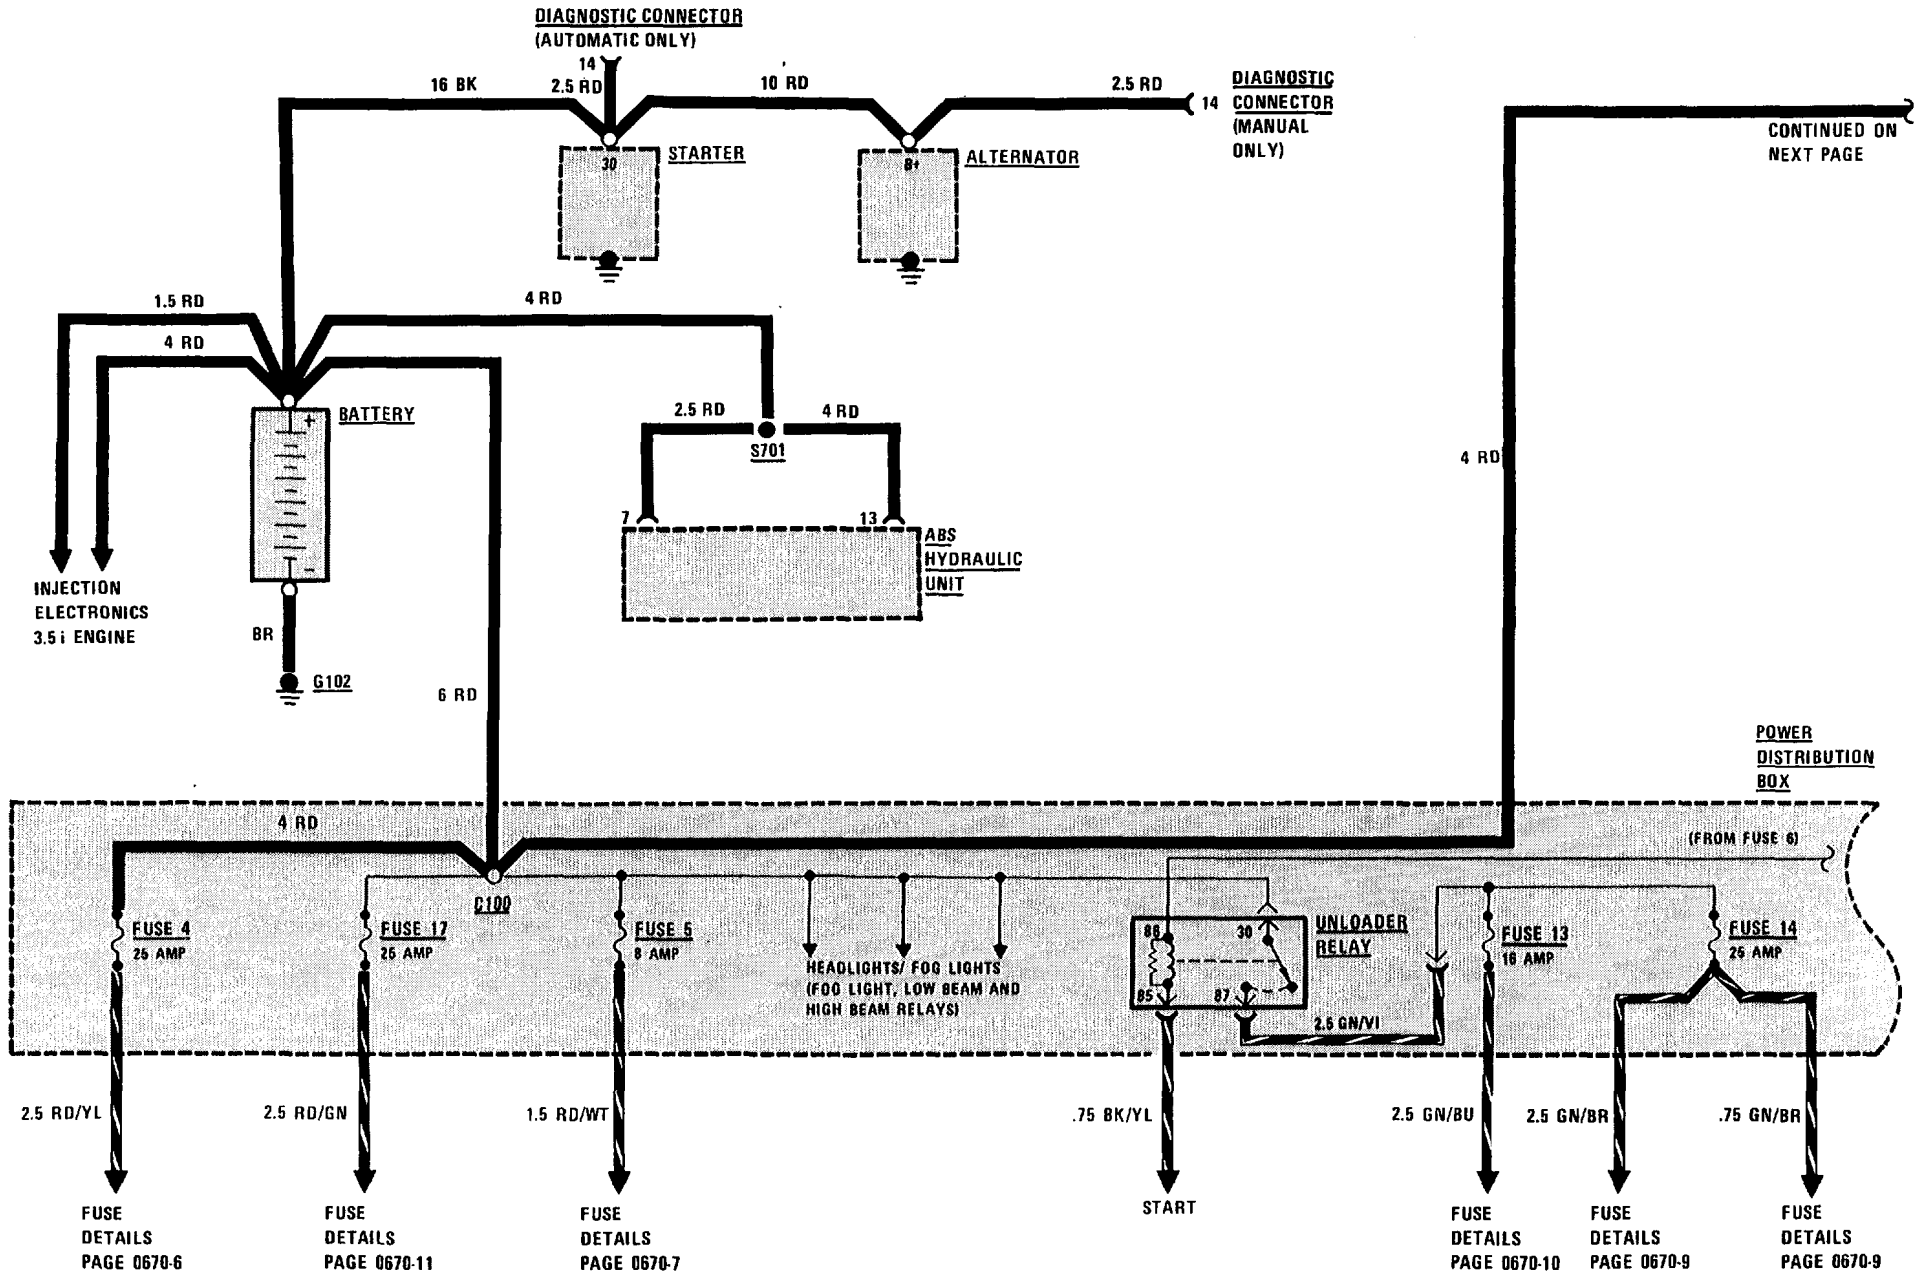 DIAGNOSTIC CONNECTOR
(AUTOMATIC ONLY)
14
16 BK
2.5 RD
10 RD
2.5 RD
14
DIAGNOSTIC
CONNECTOR
(MANUAL
ONLY)
CONTINUED ON
NEXT PAGE
30
STARTER
B+
ALTERNATOR
1.5 RD
4 RD
4 RD
BATTERY
+
-
2.5 RD
4 RD
S701
4 RD
7
13
ABS
HYDRAULIC
UNIT
INJECTION
ELECTRONICS
3.5 i ENGINE
BR
G102
6 RD
POWER
DISTRIBUTION
BOX
4 RD
(FROM FUSE 6)
C100
FUSE 4
25 AMP
FUSE 17
25 AMP
FUSE 5
8 AMP
HEADLIGHTS/ FOG LIGHTS
(FOG LIGHT, LOW BEAM AND
HIGH BEAM RELAYS)
86
30
85
87
UNLOADER
RELAY
2.5 GN/VI
FUSE 13
16 AMP
FUSE 14
25 AMP
2.5 RD/YL
2.5 RD/GN
1.5 RD/WT
.75 BK/YL
2.5 GN/BU
2.5 GN/BR
.75 GN/BR
FUSE
DETAILS
PAGE 0670-6
FUSE
DETAILS
PAGE 0670-11
FUSE
DETAILS
PAGE 0670-7
START
FUSE
DETAILS
PAGE 0670-10
FUSE
DETAILS
PAGE 0670-9
FUSE
DETAILS
PAGE 0670-9